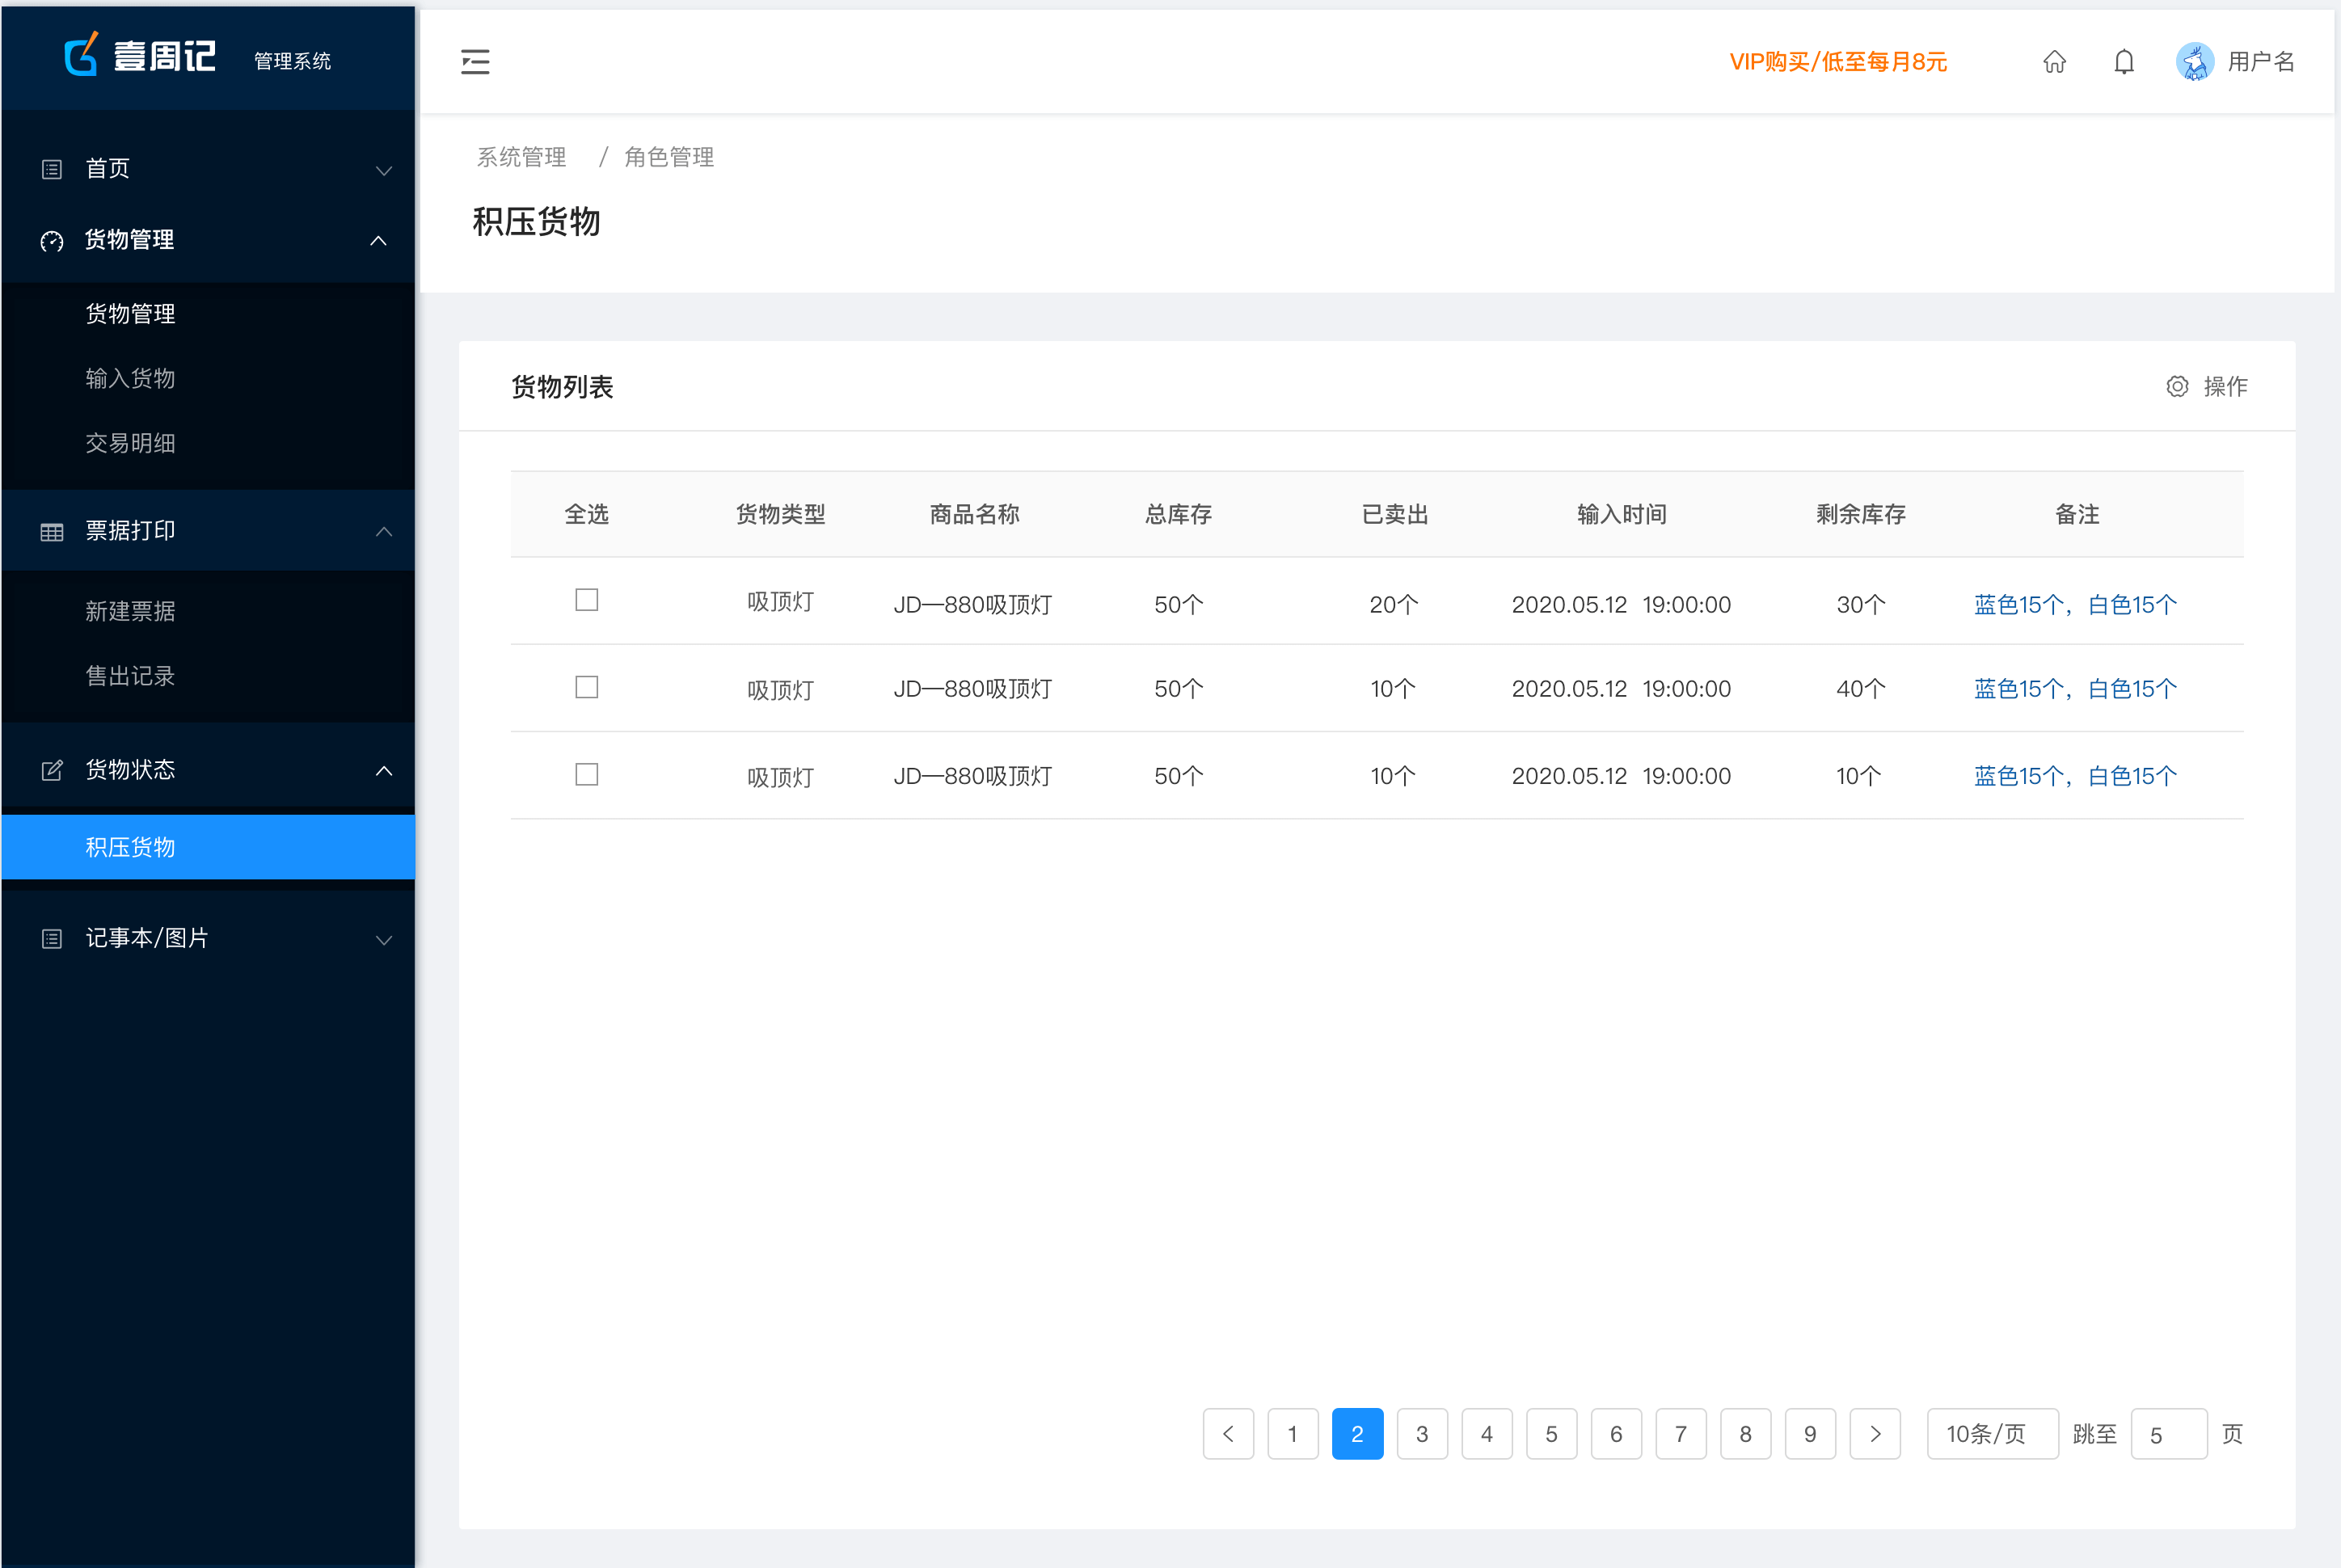 壹周记 管理系统
VIP购买/低至每月8元 用户名
首页
货物管理
货物管理
输入货物
交易明细
票据打印
新建票据
售出记录
货物状态
积压货物
记事本/图片
系统管理 / 角色管理
积压货物
货物列表 操作
全选 货物类型 商品名称 总库存 已卖出 输入时间 剩余库存 备注
吸顶灯 JD—880吸顶灯 50个 20个 2020.05.12 19:00:00 30个 蓝色15个，白色15个
吸顶灯 JD—880吸顶灯 50个 10个 2020.05.12 19:00:00 40个 蓝色15个，白色15个
吸顶灯 JD—880吸顶灯 50个 10个 2020.05.12 19:00:00 10个 蓝色15个，白色15个
1 2 3 4 5 6 7 8 9 10条/页 跳至 5 页